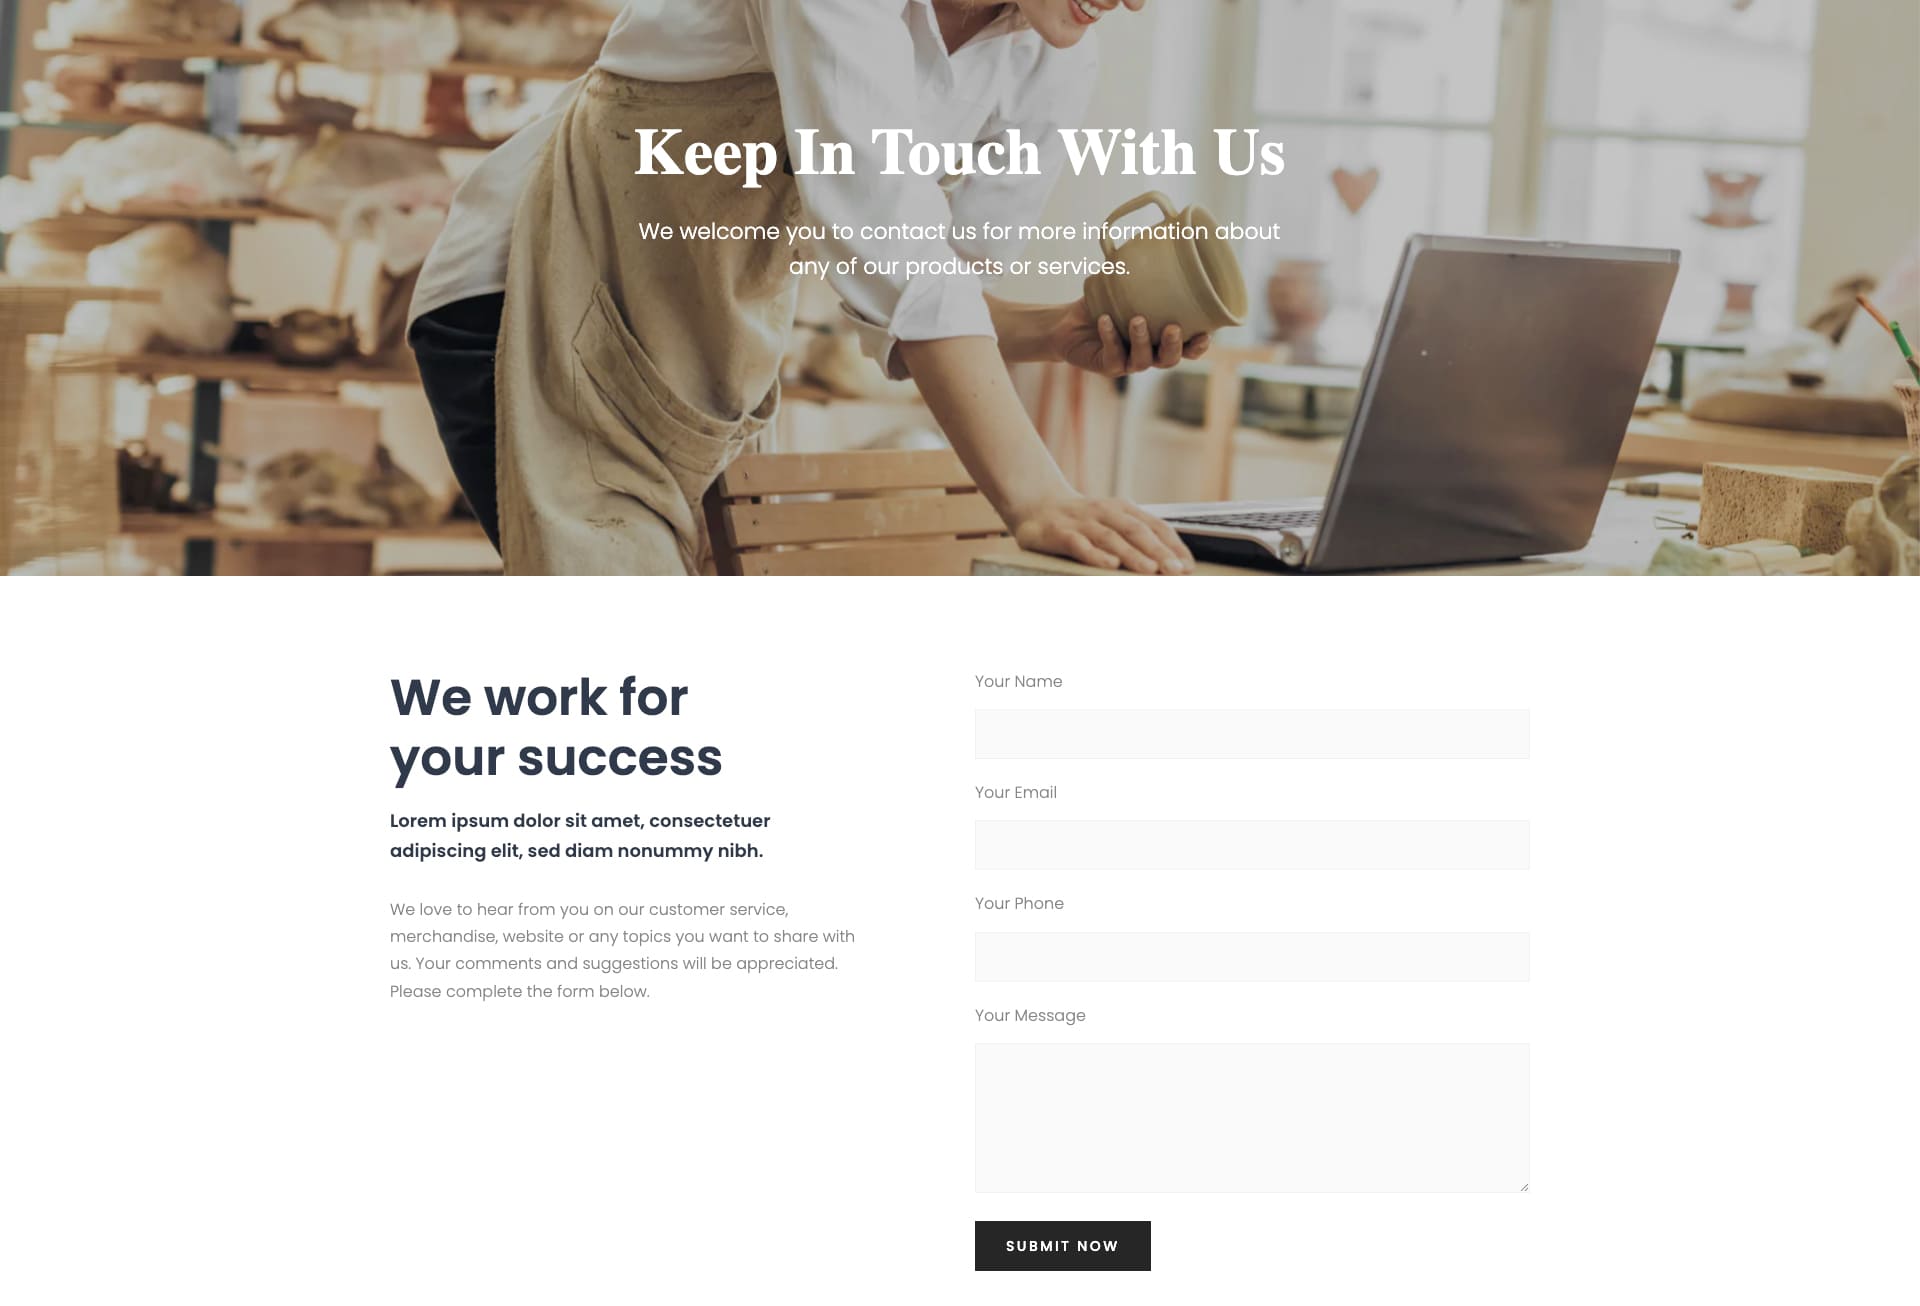 Keep In Touch With Us
We welcome you to contact us for more information about
any of our products or services.
We work for
your success
Lorem ipsum dolor sit amet, consectetuer
adipiscing elit, sed diam nonummy nibh.
We love to hear from you on our customer service,
merchandise, website or any topics you want to share with
us. Your comments and suggestions will be appreciated.
Please complete the form below.
Your Name
Your Email
Your Phone
Your Message
SUBMIT NOW